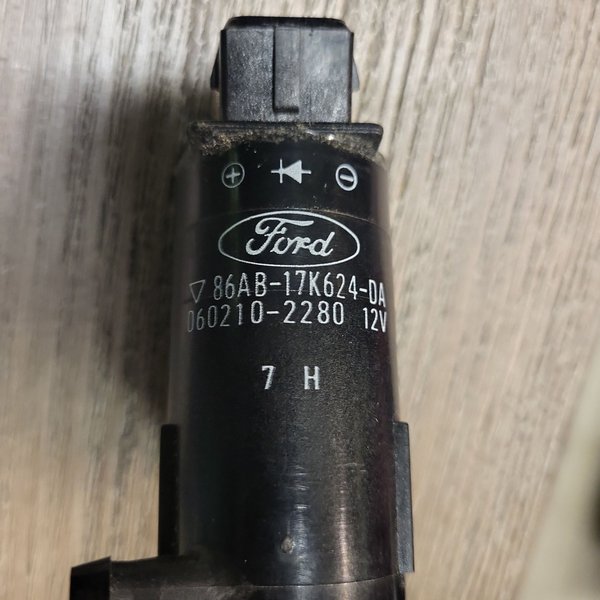 + -
Ford
▽ 86AB-17K624-DA
060210-2280 12V
7 H